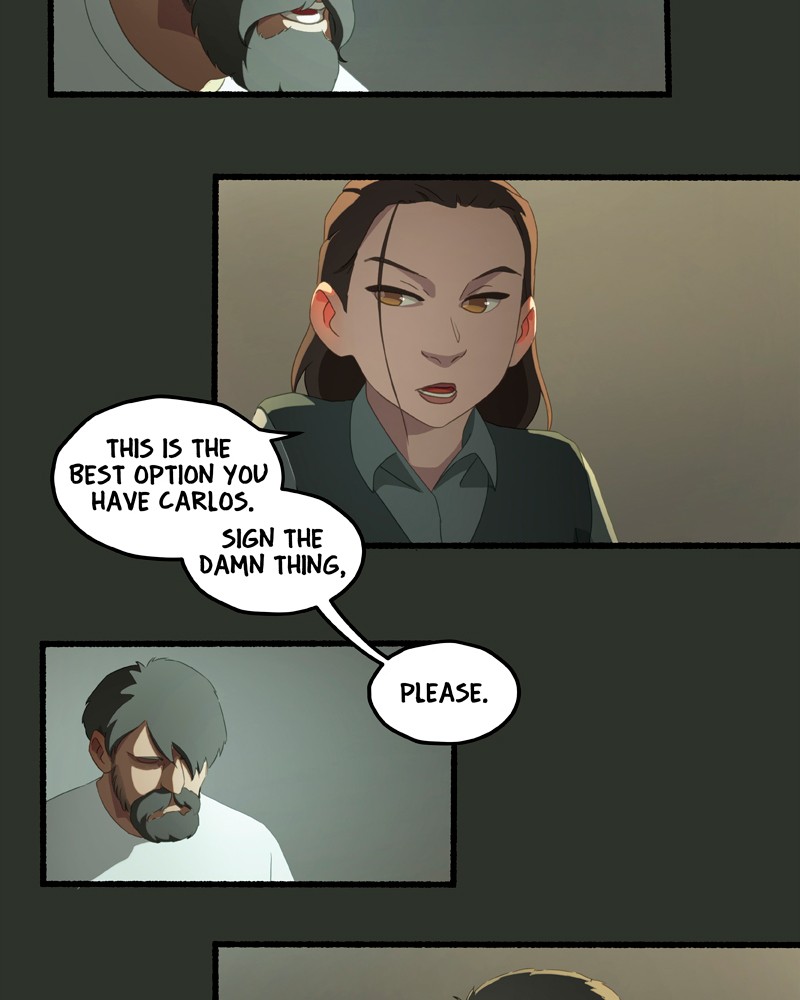 THIS IS THE
BEST OPTION YOU
HAVE CARLOS.
SIGN THE
DAMN THING,
PLEASE.